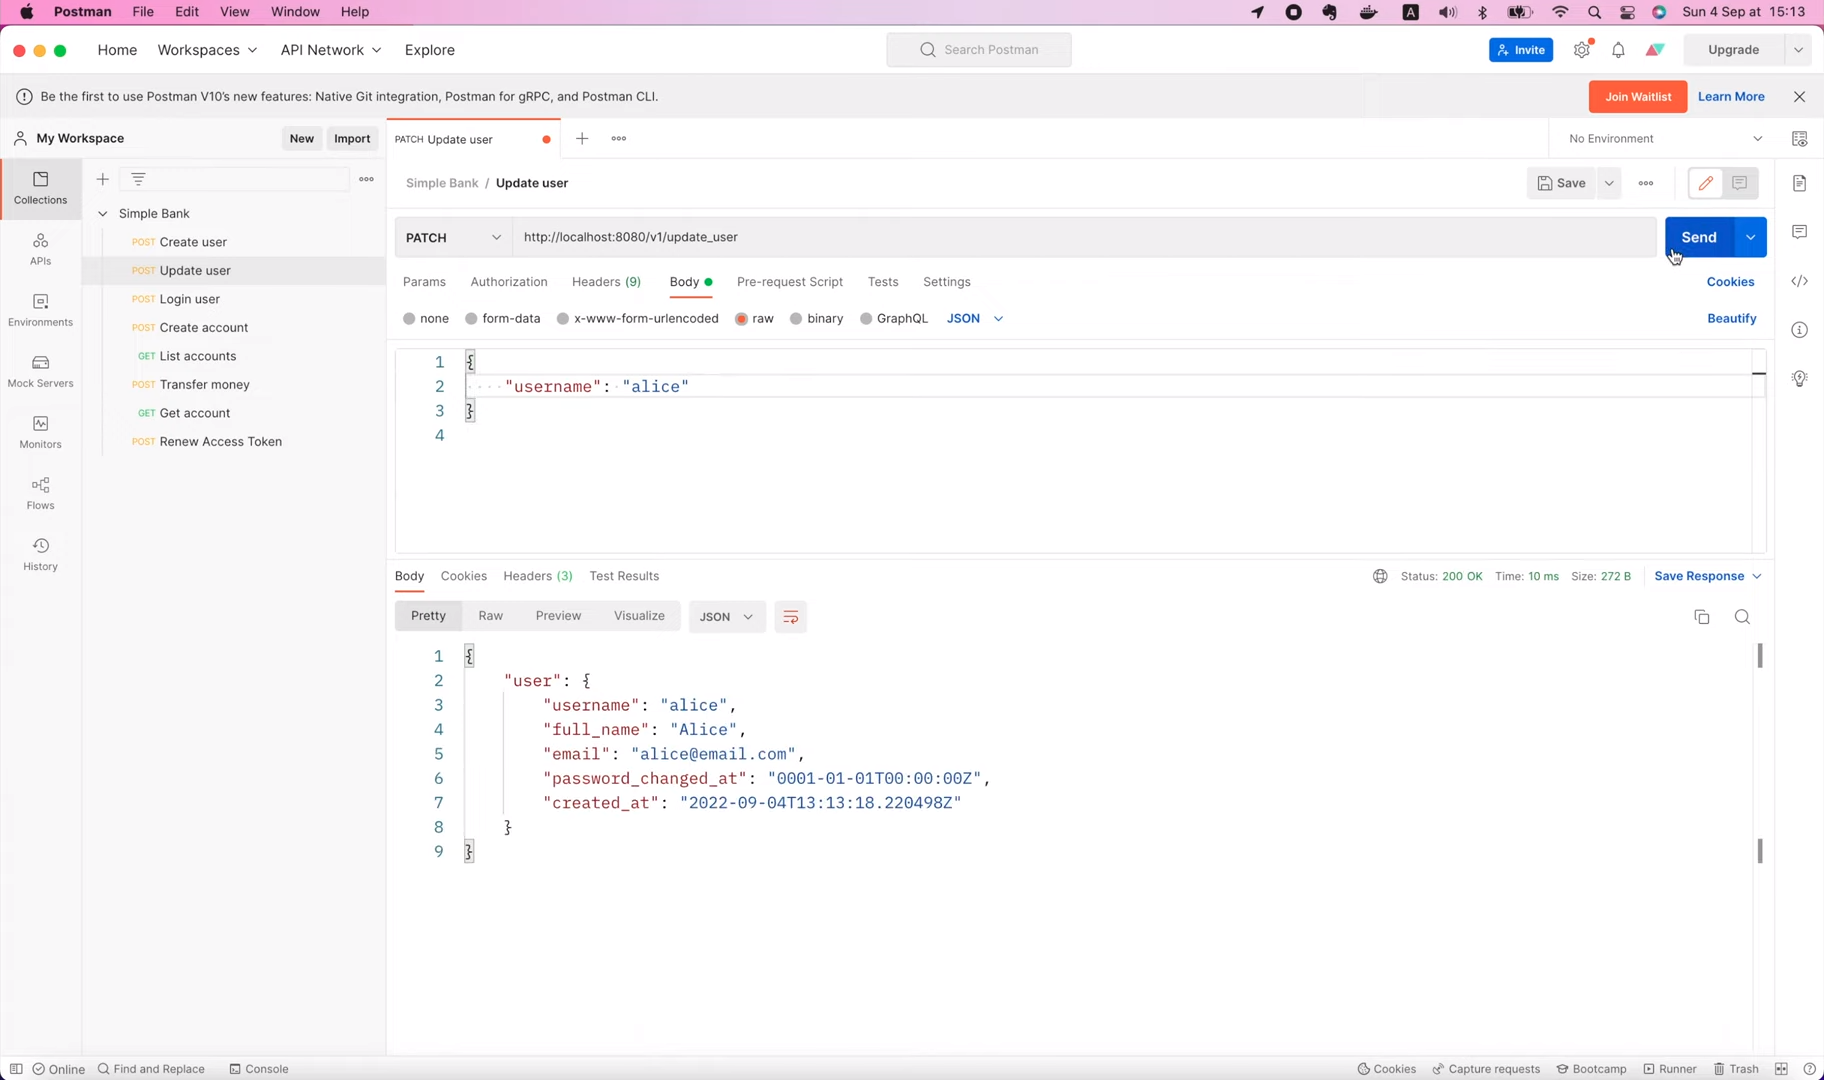 Postman File Edit View Window Help
A
Sun 4 Sep at 15:13
Home Workspaces API Network Explore
Search Postman
Invite
Upgrade
Be the first to use Postman V10's new features: Native Git integration, Postman for gRPC, and Postman CLI.
Join Waitlist Learn More
My Workspace New Import
PATCH Update user
No Environment
Collections
APIs
Environments
Mock Servers
Monitors
Flows
History
Simple Bank
POST Create user
POST Update user
POST Login user
POST Create account
GET List accounts
POST Transfer money
GET Get account
POST Renew Access Token
Simple Bank / Update user
Save
PATCH http://localhost:8080/v1/update_user
Send
Params Authorization Headers (9) Body Pre-request Script Tests Settings
Cookies
none form-data x-www-form-urlencoded raw binary GraphQL JSON
Beautify
1 {
2 "username": "alice"
3 }
4
Body Cookies Headers (3) Test Results
Status: 200 OK Time: 10 ms Size: 272 B Save Response
Pretty Raw Preview Visualize JSON
1 {
2 "user": {
3 "username": "alice",
4 "full_name": "Alice",
5 "email": "alice@email.com",
6 "password_changed_at": "0001-01-01T00:00:00Z",
7 "created_at": "2022-09-04T13:13:18.220498Z"
8 }
9 }
Online Find and Replace Console
Cookies Capture requests Bootcamp Runner Trash